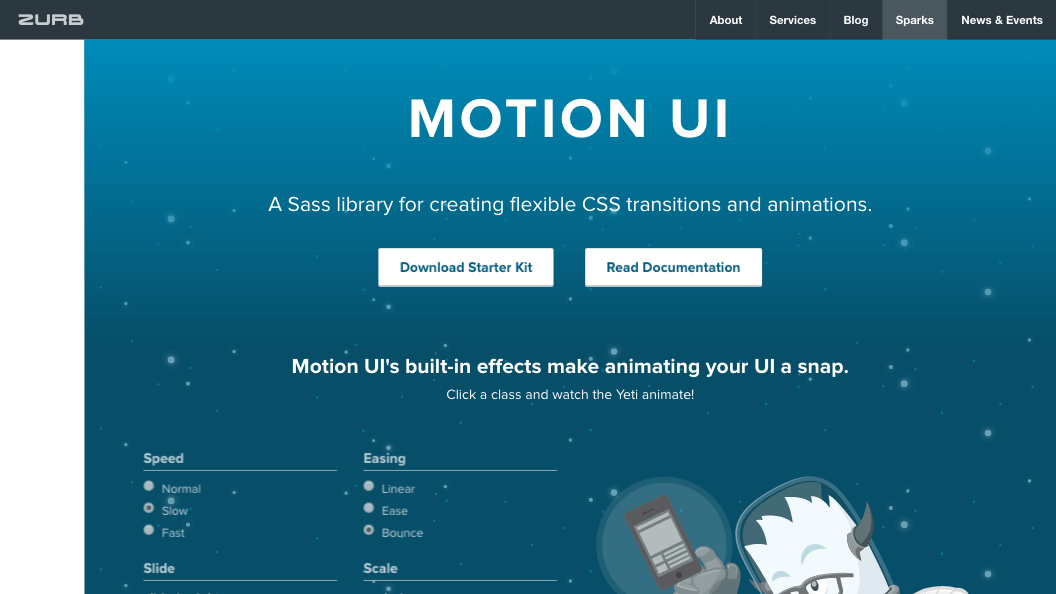 ZURB
About
Services
Blog
Sparks
News & Events
MOTION UI
A Sass library for creating flexible CSS transitions and animations.
Download Starter Kit
Read Documentation
Motion UI's built-in effects make animating your UI a snap.
Click a class and watch the Yeti animate!
Speed
Normal
Slow
Fast
Easing
Linear
Ease
Bounce
Slide
Scale